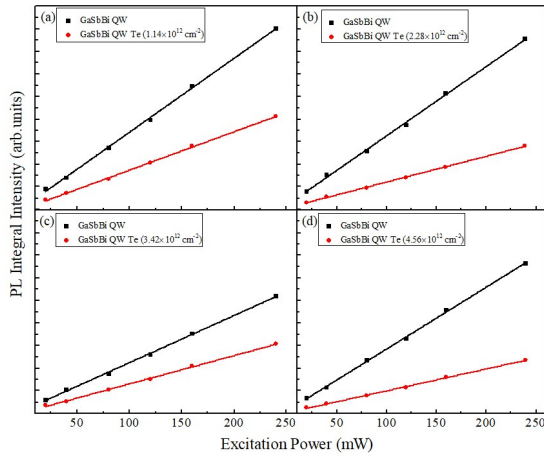 (a)
GaSbBi QW
GaSbBi QW Te (1.14×10¹² cm⁻²)
(b)
GaSbBi QW
GaSbBi QW Te (2.28×10¹² cm⁻²)
(c)
GaSbBi QW
GaSbBi QW Te (3.42×10¹² cm⁻²)
(d)
GaSbBi QW
GaSbBi QW Te (4.56×10¹² cm⁻²)
PL Integral Intensity (arb.units)
50 100 150 200 250 50 100 150 200 250
Excitation Power (mW)